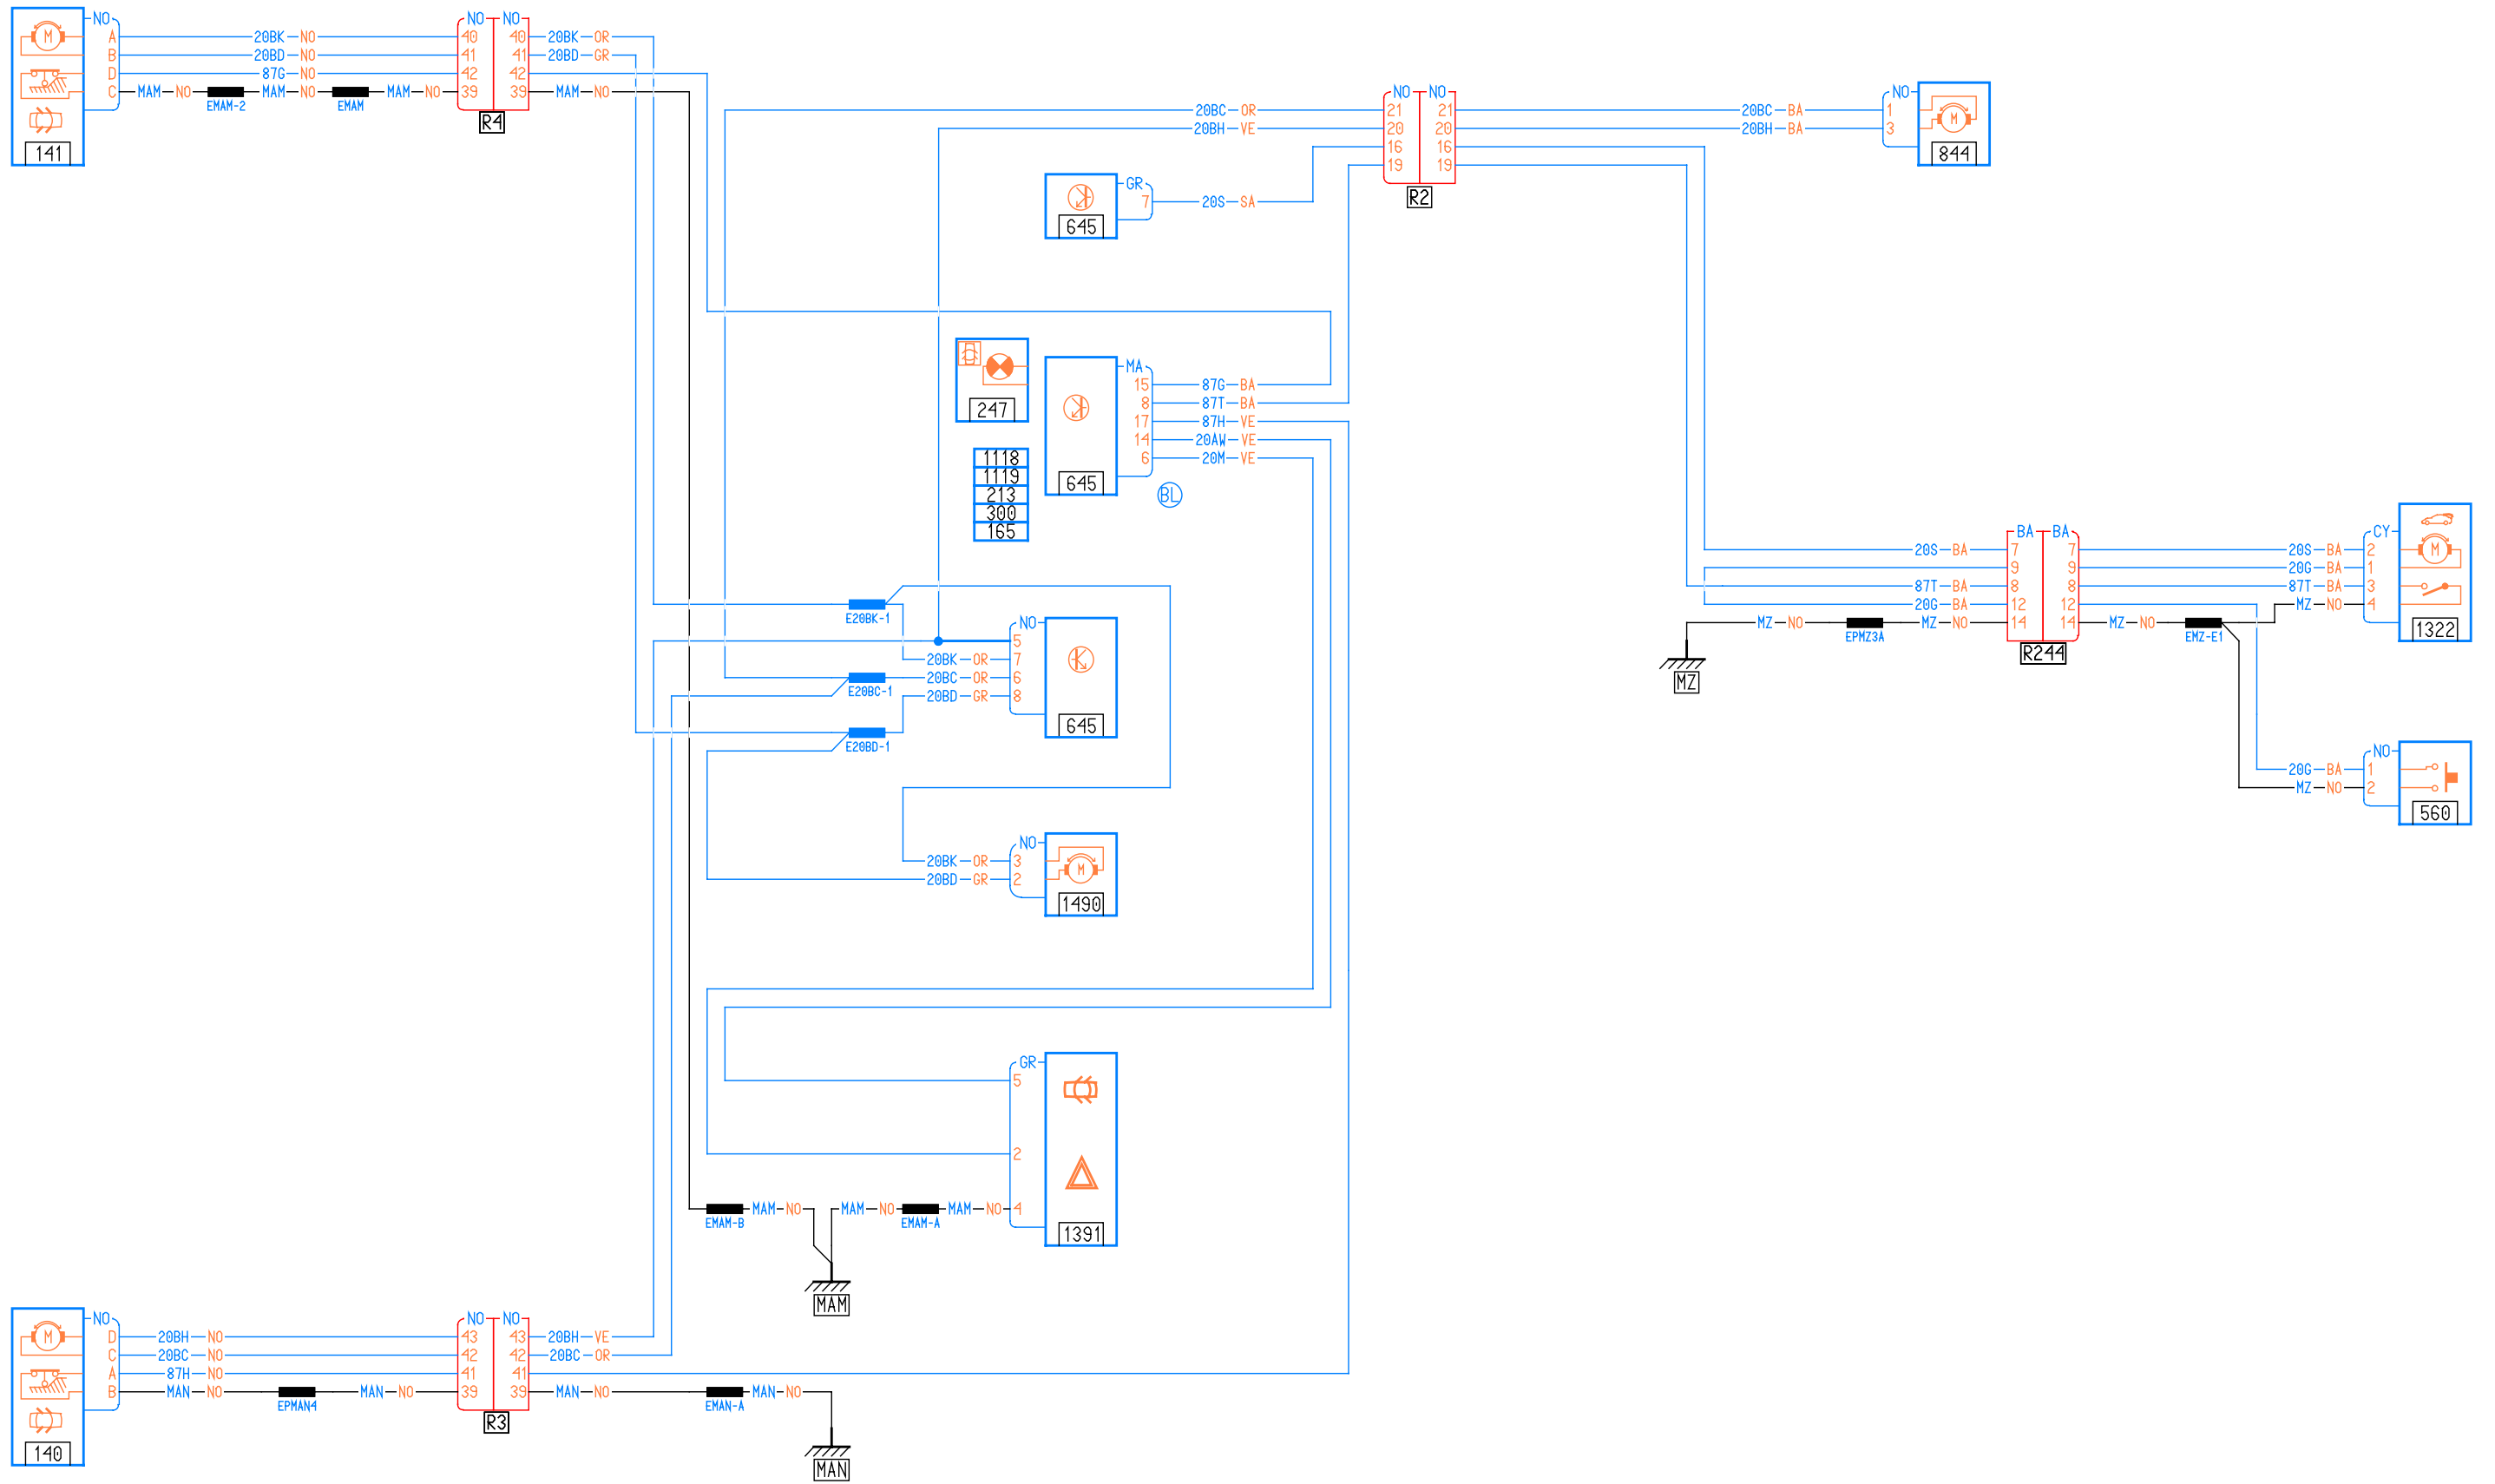 NO NO NO
A 20BK NO 40 40 20BK OR
B 20BD NO 41 41 20BD GR
D 87G NO 42 42
C MAM NO MAM NO MAM NO 39 39 MAM NO
EMAM-2 EMAM
M
141
R4
NO NO NO
20BC OR 21 21 20BC BA 1
20BH VE 20 20 20BH BA 3
16 16
19 19
M
844
R2
GR
7 20S SA
645
MA
247
15 87G BA
8 87T BA
17 87H VE
14 20AW VE
6 20M VE
645
BL
1118
1119
213
300
165
BA BA CY
20S BA 7 7 20S BA 2
9 9 20G BA 1
87T BA 8 8 87T BA 3
20G BA 12 12 MZ NO 4
MZ NO MZ NO 14 14 MZ NO
EPMZ3A EMZ-E1
M
1322
R244
MZ
E20BK-1
NO
5
20BK OR 7
20BC OR 6
20BD GR 8
E20BC-1
E20BD-1
645
NO
20G BA 1
MZ NO 2
560
NO
20BK OR 3
20BD GR 2
M
1490
GR
5
2
MAM NO MAM NO MAM NO 4
EMAM-B EMAM-A
1391
MAM
NO NO NO
D 20BH NO 43 43 20BH VE
C 20BC NO 42 42 20BC OR
A 87H NO 41 41
B MAN NO MAN NO 39 39 MAN NO MAN NO
EPMAN4 EMAN-A
M
140
R3
MAN